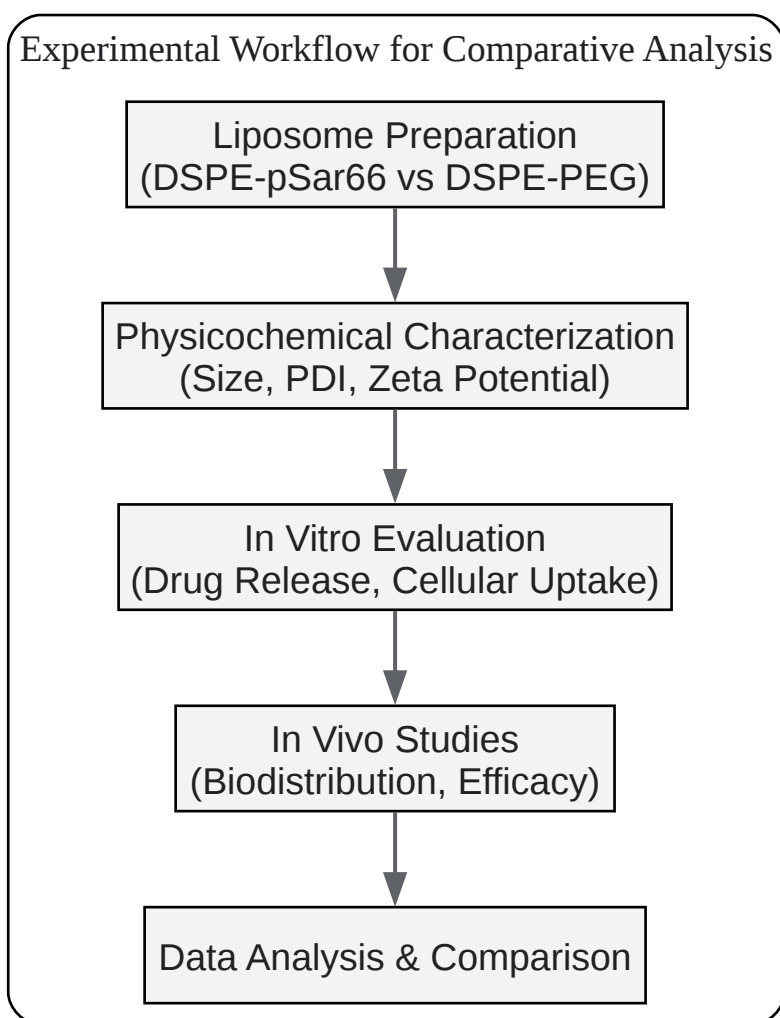 Experimental Workflow for Comparative Analysis
Liposome Preparation
(DSPE-pSar66 vs DSPE-PEG)
Physicochemical Characterization
(Size, PDI, Zeta Potential)
In Vitro Evaluation
(Drug Release, Cellular Uptake)
In Vivo Studies
(Biodistribution, Efficacy)
Data Analysis & Comparison